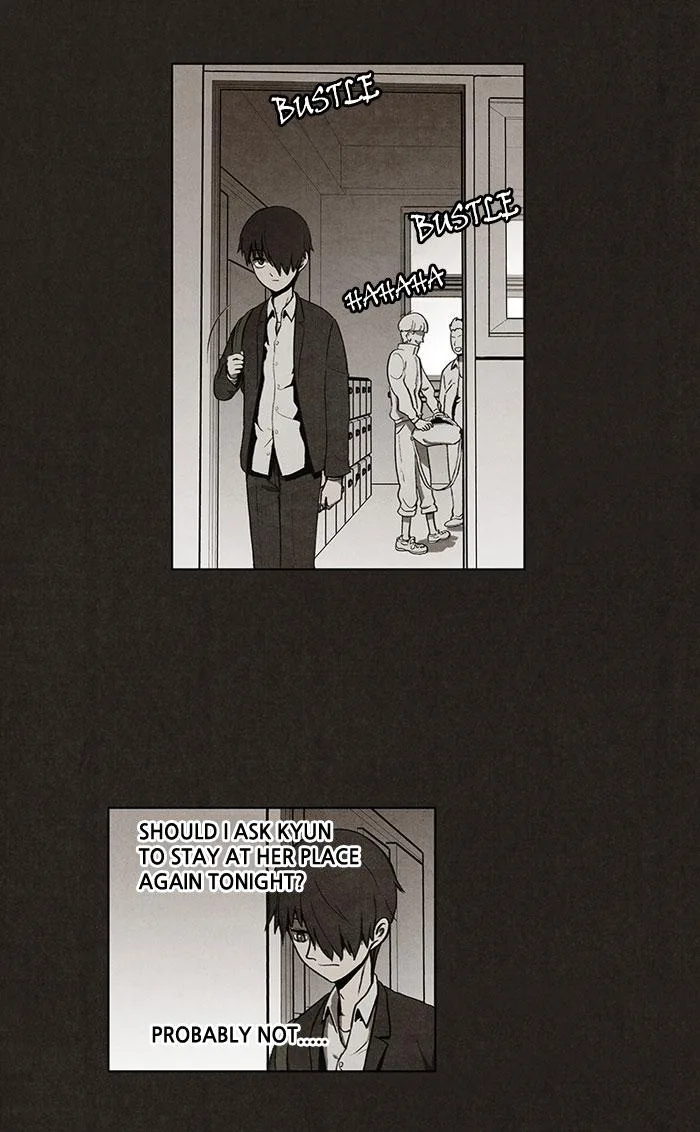 BUSTLE
BUSTLE
HAHAHA
SHOULD I ASK KYUN
TO STAY AT HER PLACE
AGAIN TONIGHT?
PROBABLY NOT.....